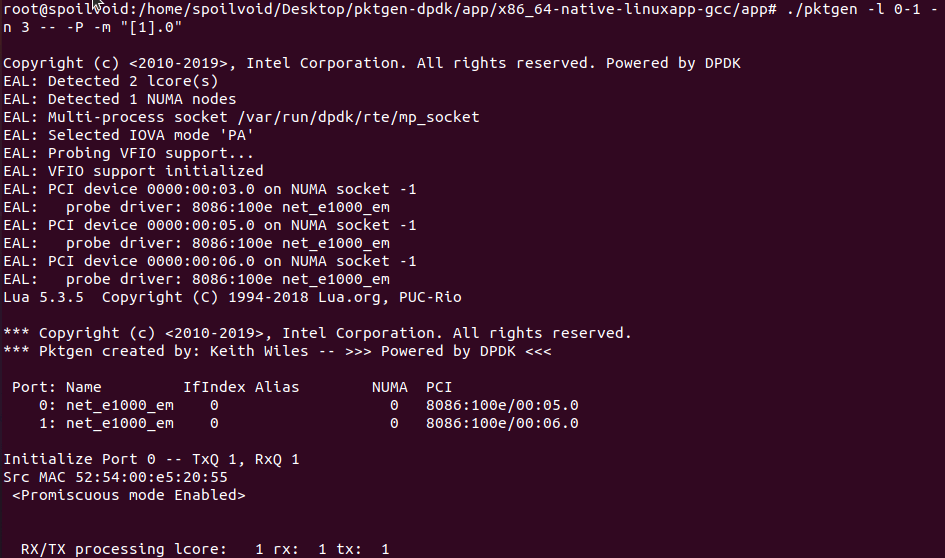 root@spoilvoid:/home/spoilvoid/Desktop/pktgen-dpdk/app/x86_64-native-linuxapp-gcc/app# ./pktgen -l 0-1 -
n 3 -- -P -m "[1].0"
Copyright (c) <2010-2019>, Intel Corporation. All rights reserved. Powered by DPDK
EAL: Detected 2 lcore(s)
EAL: Detected 1 NUMA nodes
EAL: Multi-process socket /var/run/dpdk/rte/mp_socket
EAL: Selected IOVA mode 'PA'
EAL: Probing VFIO support...
EAL: VFIO support initialized
EAL: PCI device 0000:00:03.0 on NUMA socket -1
EAL:   probe driver: 8086:100e net_e1000_em
EAL: PCI device 0000:00:05.0 on NUMA socket -1
EAL:   probe driver: 8086:100e net_e1000_em
EAL: PCI device 0000:00:06.0 on NUMA socket -1
EAL:   probe driver: 8086:100e net_e1000_em
Lua 5.3.5  Copyright (C) 1994-2018 Lua.org, PUC-Rio
*** Copyright (c) <2010-2019>, Intel Corporation. All rights reserved.
*** Pktgen created by: Keith Wiles -- >>> Powered by DPDK <<<
 Port: Name         IfIndex Alias        NUMA  PCI
    0: net_e1000_em    0                   0   8086:100e/00:05.0
    1: net_e1000_em    0                   0   8086:100e/00:06.0
Initialize Port 0 -- TxQ 1, RxQ 1
Src MAC 52:54:00:e5:20:55
 <Promiscuous mode Enabled>
  RX/TX processing lcore:   1 rx:  1 tx:  1